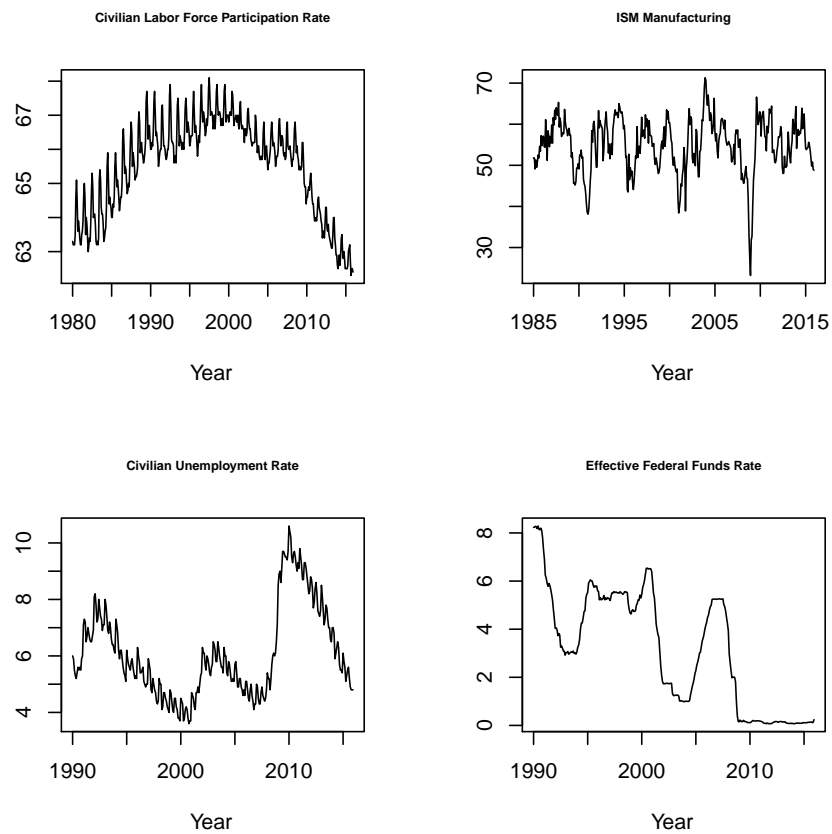 Civilian Labor Force Participation Rate
63 65 67
1980 1990 2000 2010
Year
ISM Manufacturing
30 50 70
1985 1995 2005 2015
Year
Civilian Unemployment Rate
4 6 8 10
1990 2000 2010
Year
Effective Federal Funds Rate
0 2 4 6 8
1990 2000 2010
Year